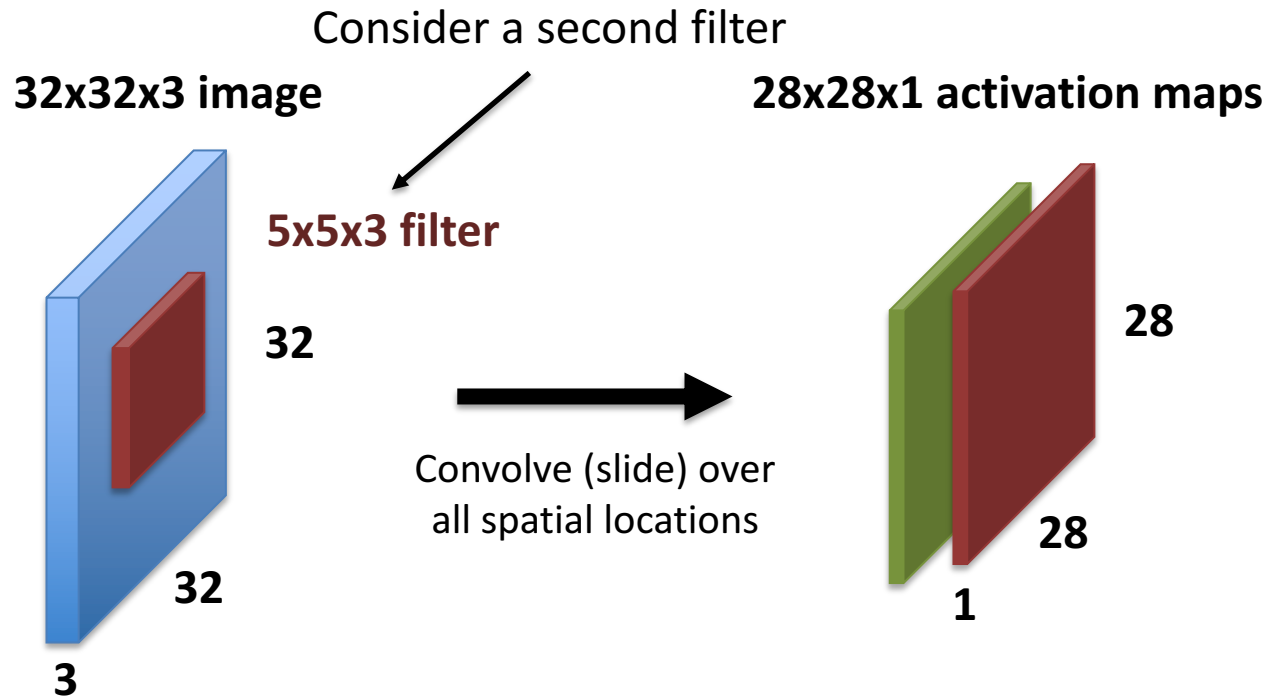 Consider a second filter
32x32x3 image
28x28x1 activation maps
5x5x3 filter
32
28
Convolve (slide) over
all spatial locations
28
32
1
3